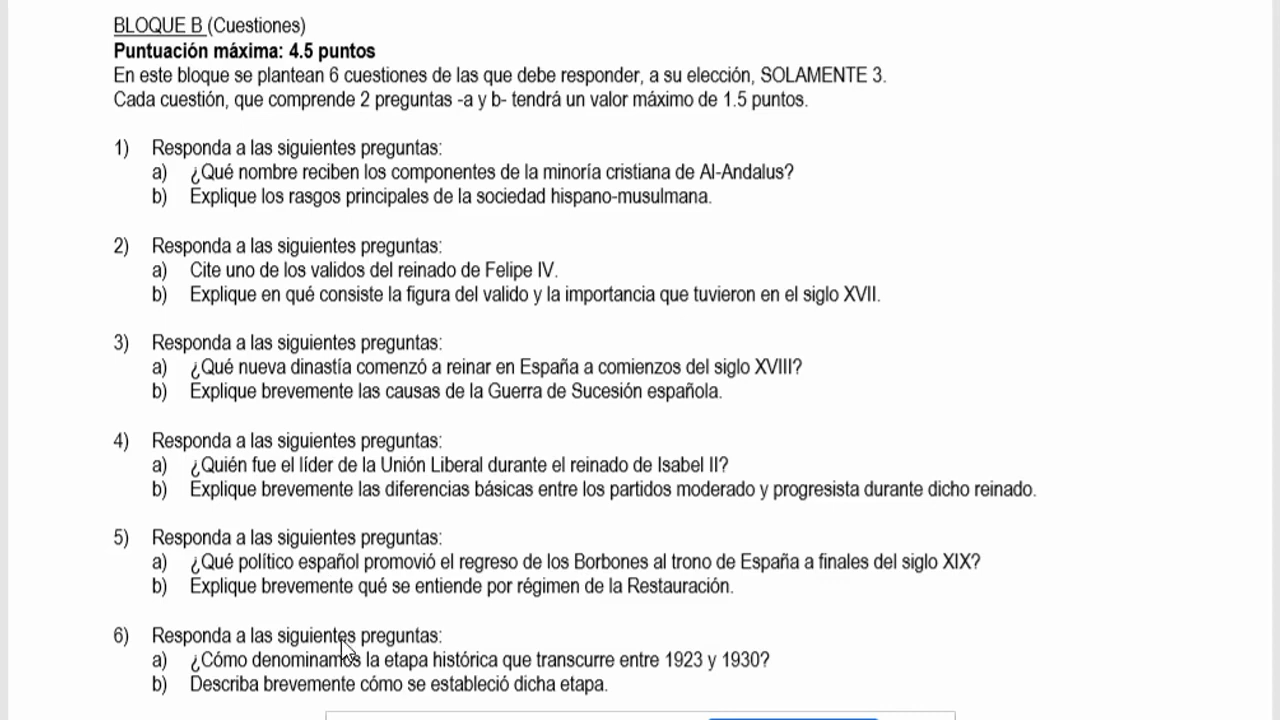 BLOQUE B (Cuestiones)
Puntuación máxima: 4.5 puntos
En este bloque se plantean 6 cuestiones de las que debe responder, a su elección, SOLAMENTE 3.
Cada cuestión, que comprende 2 preguntas -a y b- tendrá un valor máximo de 1.5 puntos.
1) Responda a las siguientes preguntas:
a) ¿Qué nombre reciben los componentes de la minoría cristiana de Al-Andalus?
b) Explique los rasgos principales de la sociedad hispano-musulmana.
2) Responda a las siguientes preguntas:
a) Cite uno de los validos del reinado de Felipe IV.
b) Explique en qué consiste la figura del valido y la importancia que tuvieron en el siglo XVII.
3) Responda a las siguientes preguntas:
a) ¿Qué nueva dinastía comenzó a reinar en España a comienzos del siglo XVIII?
b) Explique brevemente las causas de la Guerra de Sucesión española.
4) Responda a las siguientes preguntas:
a) ¿Quién fue el líder de la Unión Liberal durante el reinado de Isabel II?
b) Explique brevemente las diferencias básicas entre los partidos moderado y progresista durante dicho reinado.
5) Responda a las siguientes preguntas:
a) ¿Qué político español promovió el regreso de los Borbones al trono de España a finales del siglo XIX?
b) Explique brevemente qué se entiende por régimen de la Restauración.
6) Responda a las siguientes preguntas:
a) ¿Cómo denominamos la etapa histórica que transcurre entre 1923 y 1930?
b) Describa brevemente cómo se estableció dicha etapa.